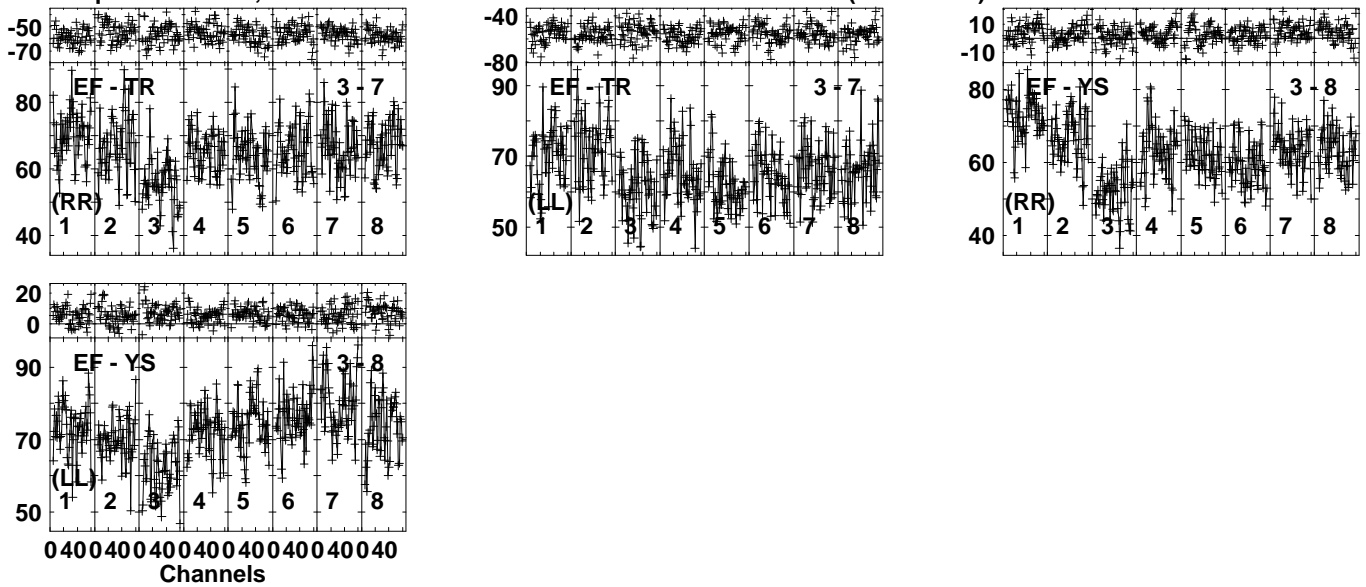 -50
-70
EF - TR 3 - 7
80
60
(RR)
1 2 3 4 5 6 7 8
40
-40
-80
90
EF - TR 3 - 7
70
(LL)
1 2 3 4 5 6 7 8
50
10
-10
80
EF - YS 3 - 8
60
(RR)
1 2 3 4 5 6 7 8
40
20
0
90
EF - YS 3 - 8
70
(LL)
1 2 3 4 5 6 7 8
50
0 40 0 40 0 40 0 40 0 40 0 40 0 40 0 40
Channels